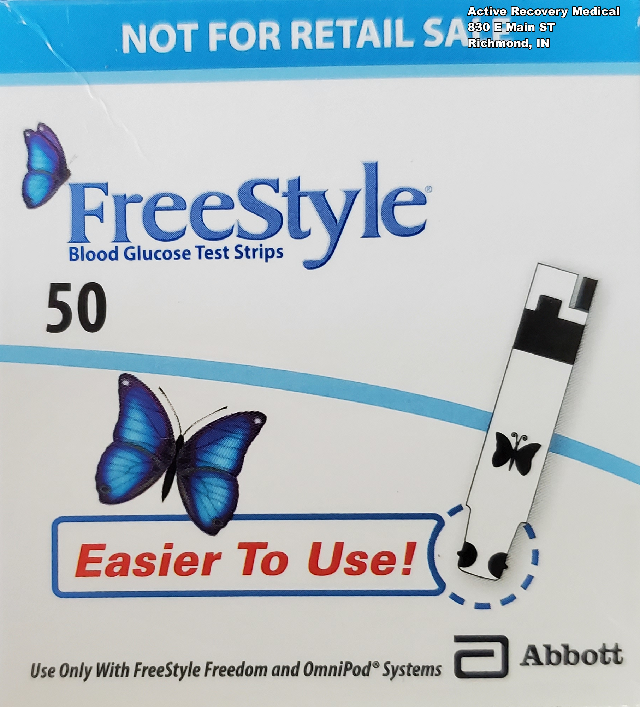 Active Recovery Medical
830 E Main ST
Richmond, IN
NOT FOR RETAIL SALE
FreeStyle®
Blood Glucose Test Strips
50
Easier To Use!
Use Only With FreeStyle Freedom and OmniPod® Systems
Abbott